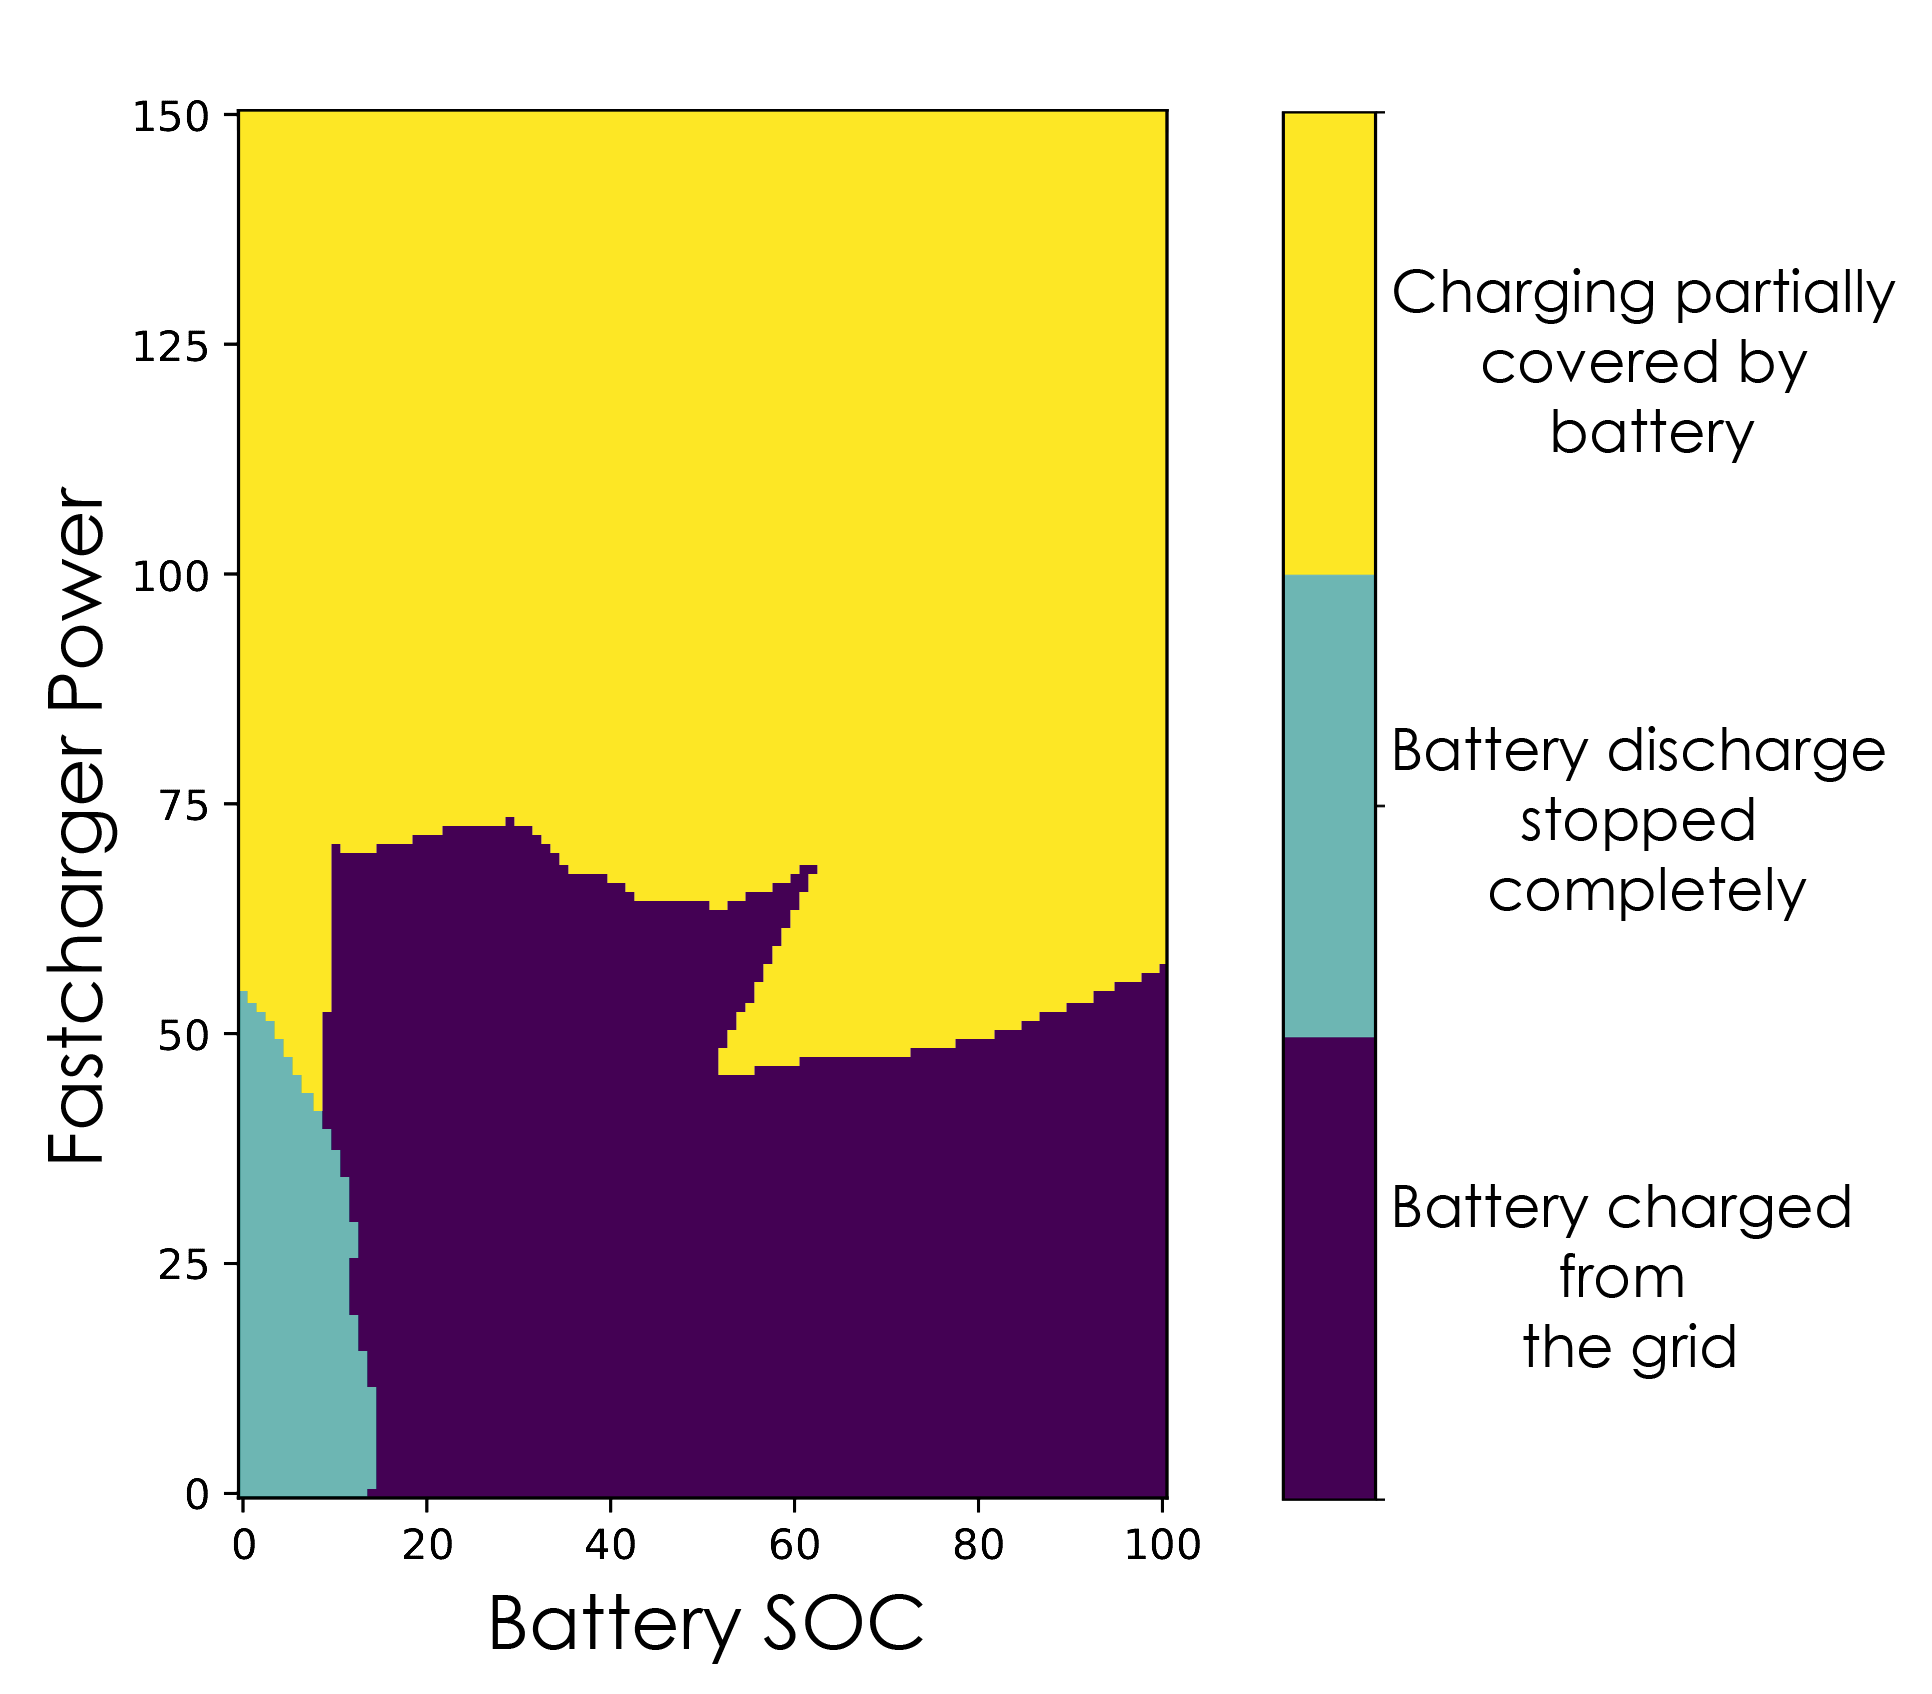 150
125
100
75
50
25
0
Fastcharger Power
0 20 40 60 80 100
Battery SOC
Charging partially
covered by
battery
Battery discharge
stopped
completely
Battery charged
from
the grid